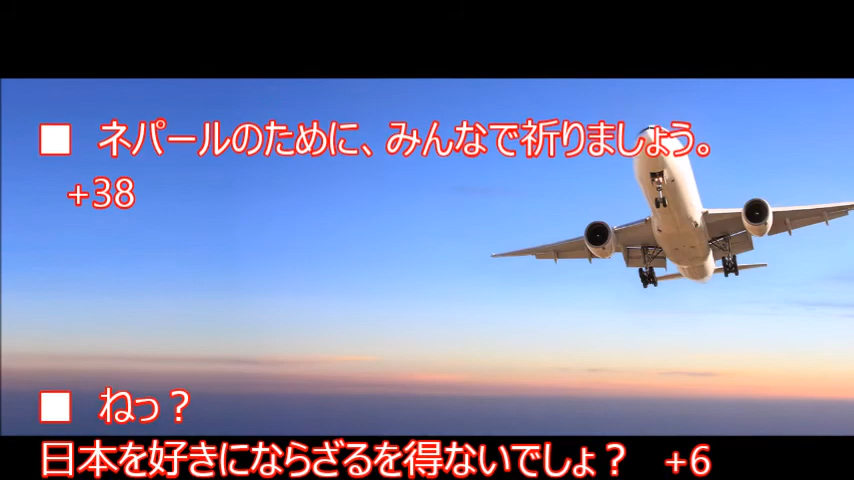 ■ ネパールのために、みんなで祈りましょう。
+38
■ ねっ？
日本を好きにならざるを得ないでしょ？ +6